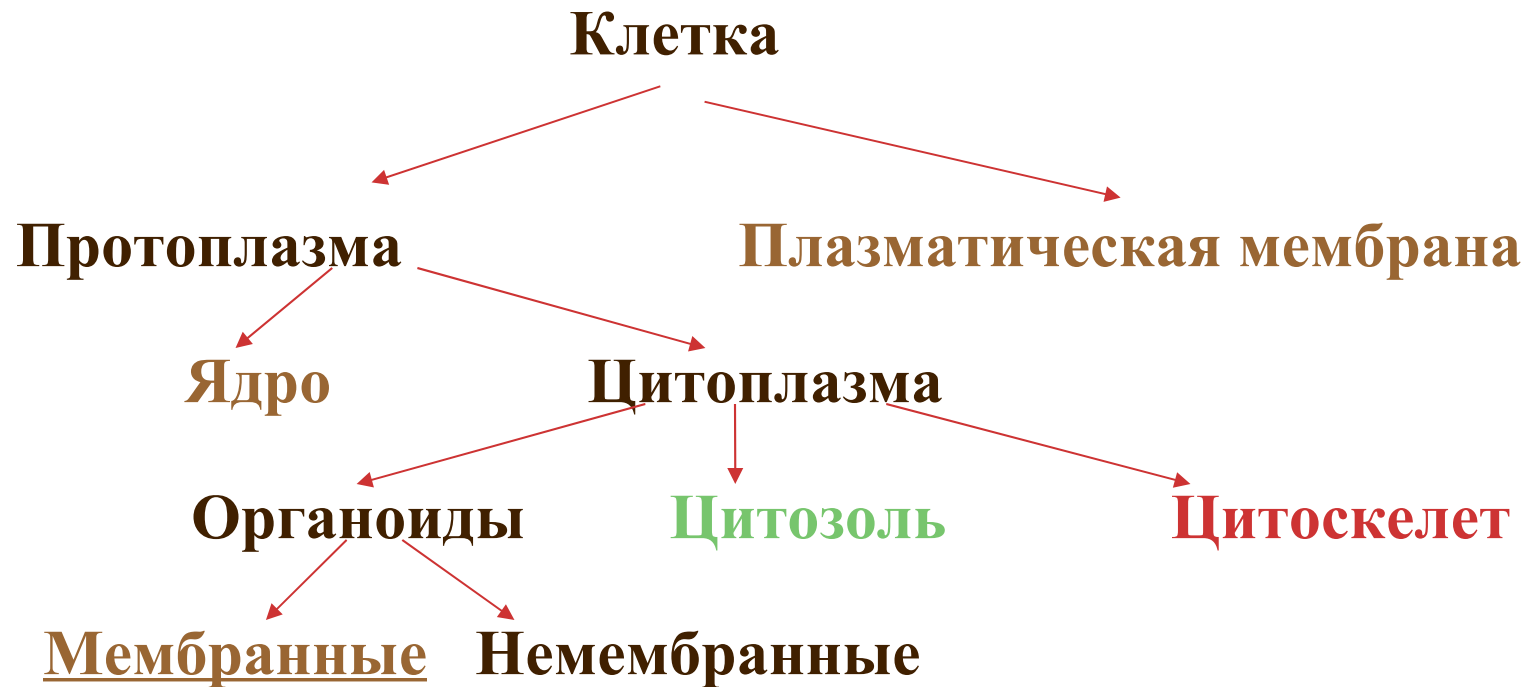 Клетка
Протоплазма Плазматическая мембрана
Ядро Цитоплазма
Органоиды Цитозоль Цитоскелет
Мембранные Немембранные